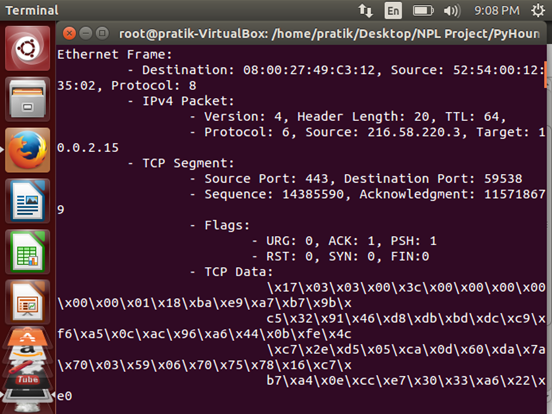 Terminal
En
9:08 PM
root@pratik-VirtualBox: /home/pratik/Desktop/NPL Project/PyHoun
Ethernet Frame:
- Destination: 08:00:27:49:C3:12, Source: 52:54:00:12:
35:02, Protocol: 8
- IPv4 Packet:
- Version: 4, Header Length: 20, TTL: 64,
- Protocol: 6, Source: 216.58.220.3, Target: 1
0.0.2.15
- TCP Segment:
- Source Port: 443, Destination Port: 59538
- Sequence: 14385590, Acknowledgment: 11571867
9
- Flags:
- URG: 0, ACK: 1, PSH: 1
- RST: 0, SYN: 0, FIN:0
- TCP Data:
\x17\x03\x03\x00\x3c\x00\x00\x00\x00
\x00\x00\x01\x18\xba\xe9\xa7\xb7\x9b\x
c5\x32\x91\x46\xd8\xdb\xbd\xdc\xc9\x
f6\xa5\x0c\xac\x96\xa6\x44\x0b\xfe\x4c
\xc7\x2e\xd5\x05\xca\x0d\x60\xda\x7a
\x70\x03\x59\x06\x70\x75\x78\x16\xc7\x
b7\xa4\x0e\xcc\xe7\x30\x33\xa6\x22\x
e0
Tube